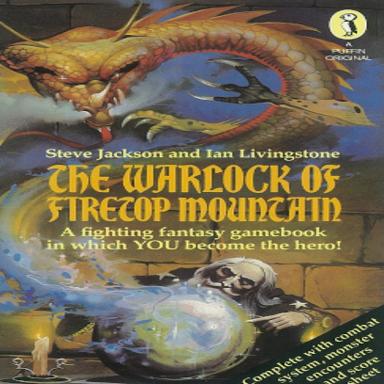 A
PUFFIN
ORIGINAL
Steve Jackson and Ian Livingstone
THE WARLOCK OF
FIRETOP MOUNTAIN
A fighting fantasy gamebook
in which YOU become the hero!
Complete with combat
system, monster
encounters
and score
sheet